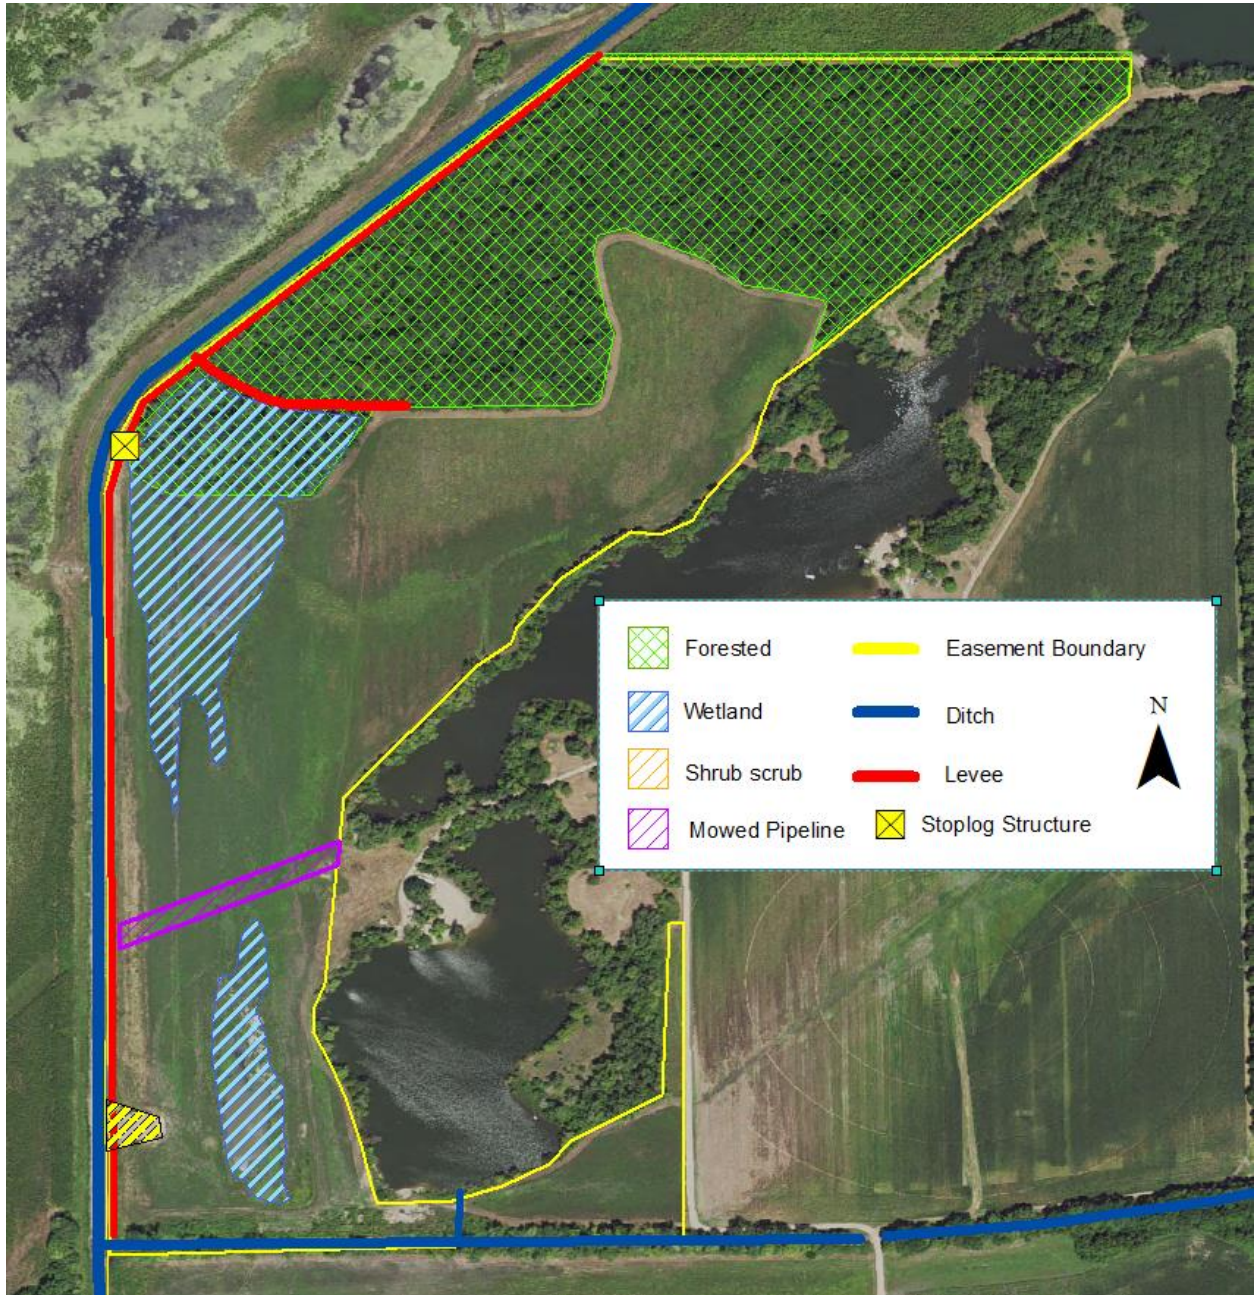 Forested
Easement Boundary
Wetland
Ditch
N
Shrub scrub
Levee
Mowed Pipeline
Stoplog Structure